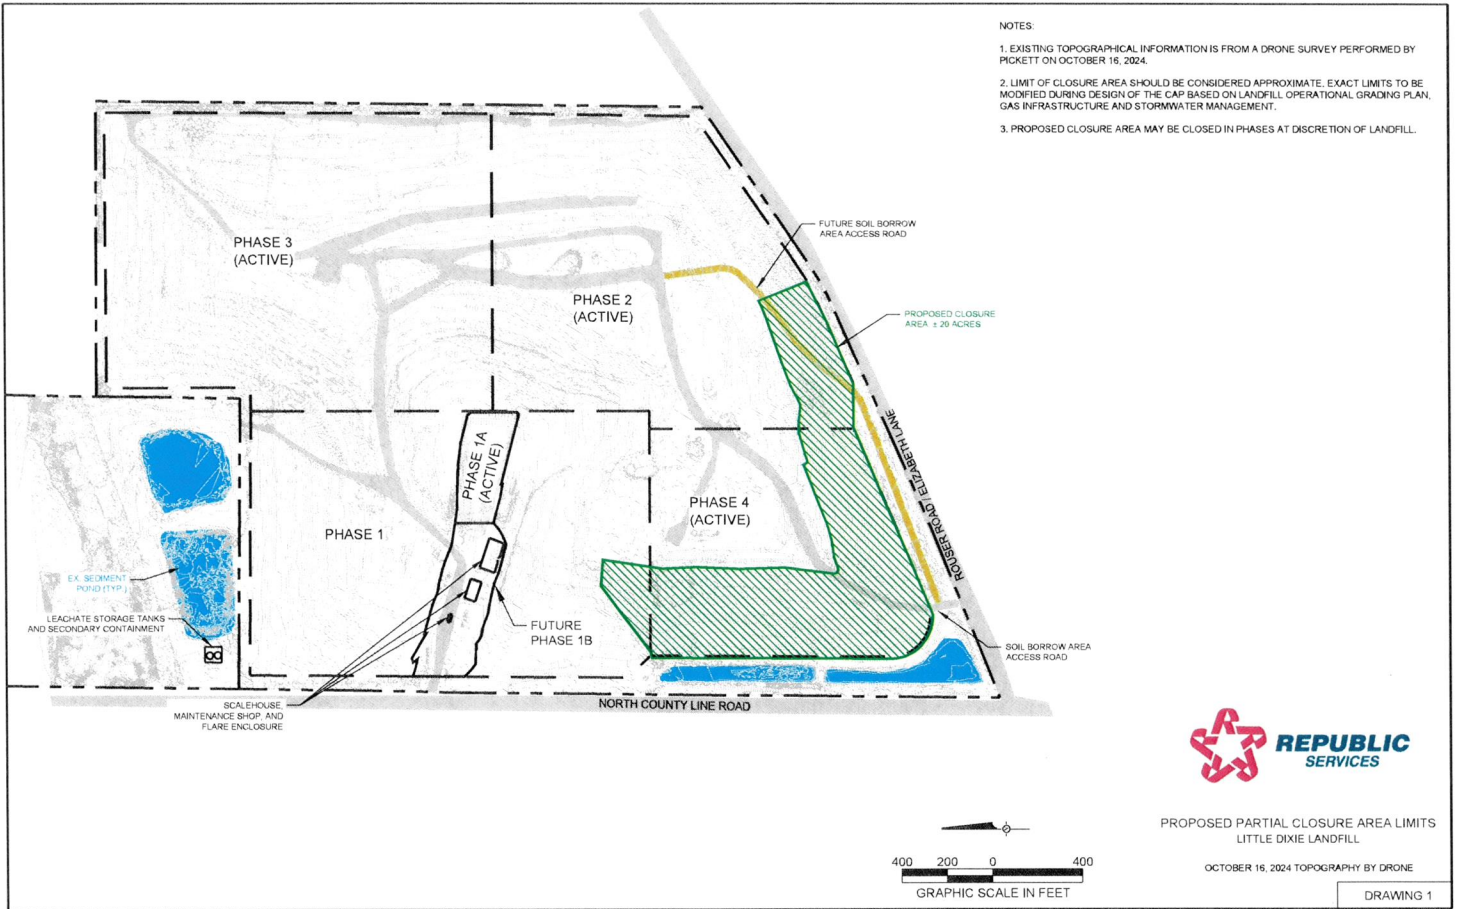 NOTES:
1. EXISTING TOPOGRAPHICAL INFORMATION IS FROM A DRONE SURVEY PERFORMED BY
PICKETT ON OCTOBER 16, 2024.
2. LIMIT OF CLOSURE AREA SHOULD BE CONSIDERED APPROXIMATE. EXACT LIMITS TO BE
MODIFIED DURING DESIGN OF THE CAP BASED ON LANDFILL OPERATIONAL GRADING PLAN,
GAS INFRASTRUCTURE AND STORMWATER MANAGEMENT.
3. PROPOSED CLOSURE AREA MAY BE CLOSED IN PHASES AT DISCRETION OF LANDFILL.
FUTURE SOIL BORROW
AREA ACCESS ROAD
PHASE 3
(ACTIVE)
PHASE 2
(ACTIVE)
PROPOSED CLOSURE
AREA ± 20 ACRES
PHASE 1A
(ACTIVE)
PHASE 4
(ACTIVE)
PHASE 1
ROUSER ROAD / ELIZABETH LANE
EX. SEDIMENT
POND (TYP.)
LEACHATE STORAGE TANKS
AND SECONDARY CONTAINMENT
FUTURE
PHASE 1B
SOIL BORROW AREA
ACCESS ROAD
SCALEHOUSE,
MAINTENANCE SHOP, AND
FLARE ENCLOSURE
NORTH COUNTY LINE ROAD
REPUBLIC
SERVICES
PROPOSED PARTIAL CLOSURE AREA LIMITS
LITTLE DIXIE LANDFILL
OCTOBER 16, 2024 TOPOGRAPHY BY DRONE
400 200 0 400
GRAPHIC SCALE IN FEET
DRAWING 1